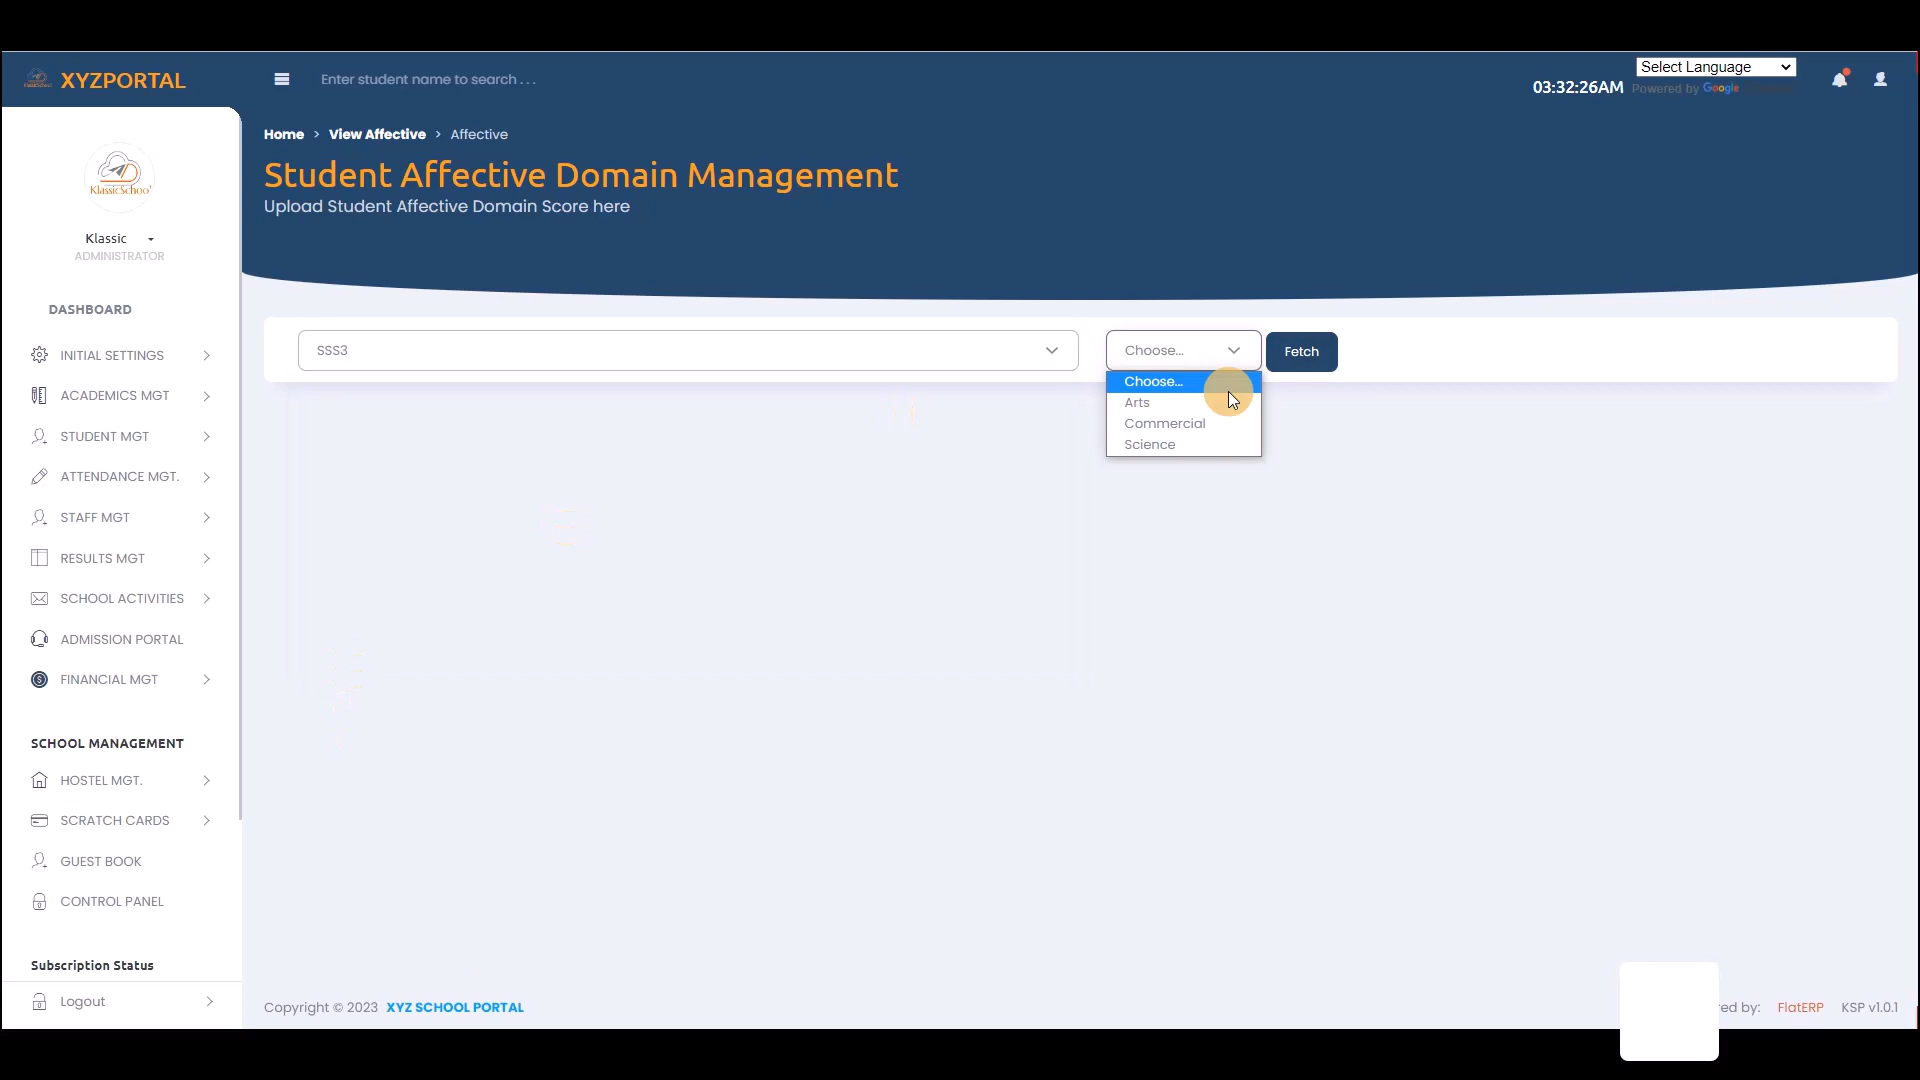 XYZPORTAL
Enter student name to search . . .
03:32:26AM
Select Language
Powered by Google
KlassicSchool
Klassic
ADMINISTRATOR
DASHBOARD
INITIAL SETTINGS
ACADEMICS MGT
STUDENT MGT
ATTENDANCE MGT.
STAFF MGT
RESULTS MGT
SCHOOL ACTIVITIES
ADMISSION PORTAL
FINANCIAL MGT
SCHOOL MANAGEMENT
HOSTEL MGT.
SCRATCH CARDS
GUEST BOOK
CONTROL PANEL
Subscription Status
Logout
Home > View Affective > Affective
Student Affective Domain Management
Upload Student Affective Domain Score here
SSS3
Choose...
Fetch
Choose...
Arts
Commercial
Science
Copyright © 2023 XYZ SCHOOL PORTAL
red by: FlatERP KSP v1.0.1